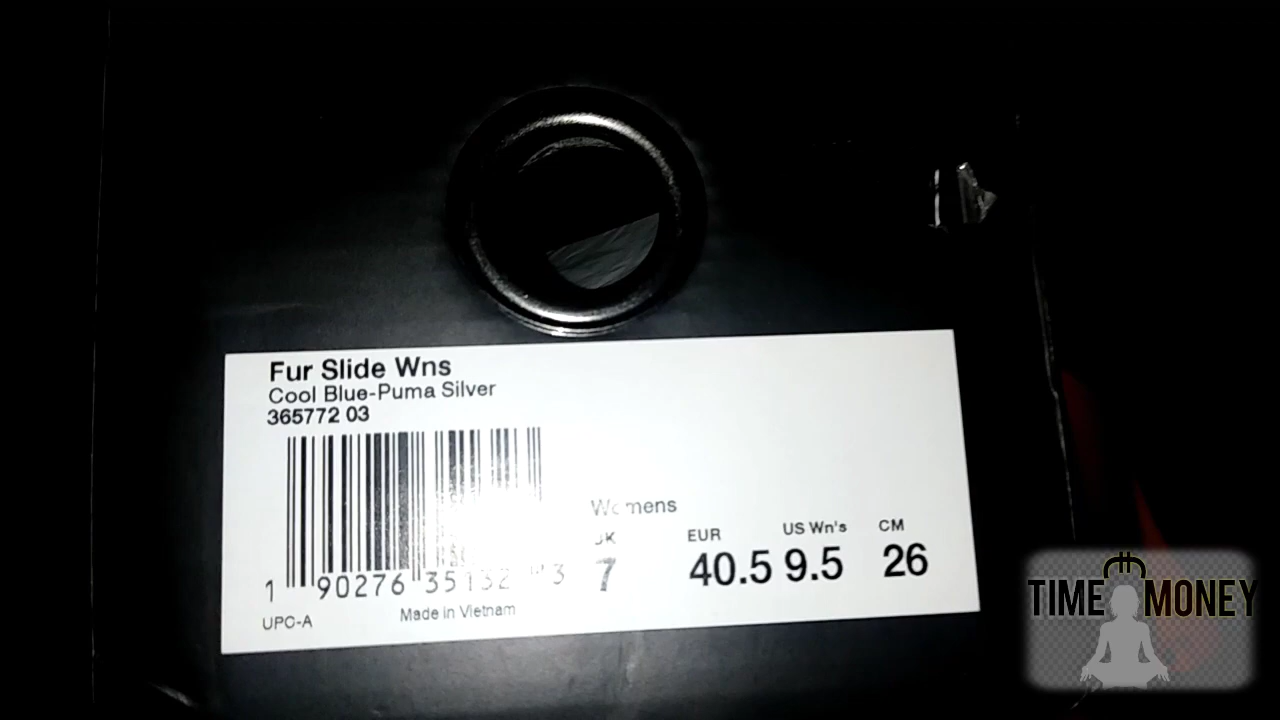 Fur Slide Wns
Cool Blue-Puma Silver
365772 03
Womens
UK EUR US Wn's CM
7 40.5 9.5 26
1 90276 35132 3
UPC-A Made in Vietnam
TIME MONEY